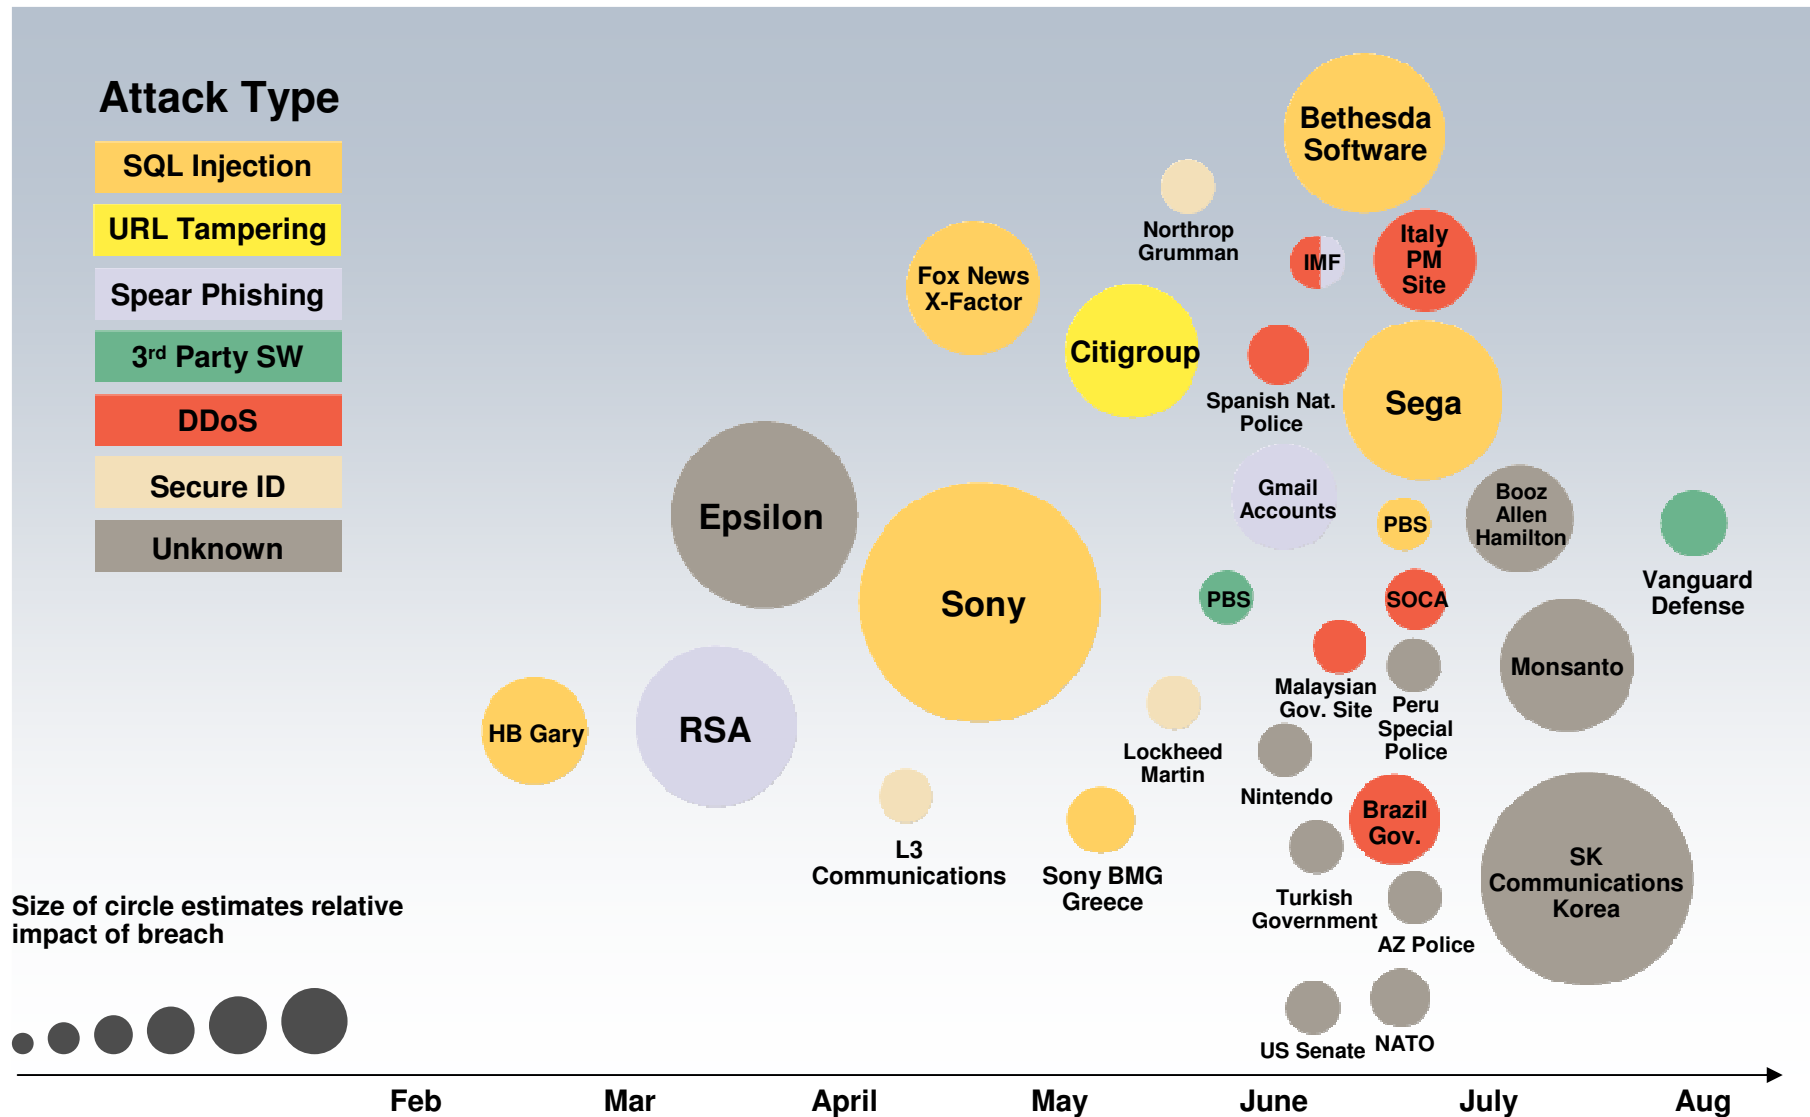 Attack Type
SQL Injection
URL Tampering
Spear Phishing
3rd Party SW
DDoS
Secure ID
Unknown
Size of circle estimates relative
impact of breach
Bethesda
Software
Northrop
Grumman
IMF
Italy
PM
Site
Fox News
X-Factor
Citigroup
Spanish Nat.
Police
Sega
Epsilon
Sony
Gmail
Accounts
PBS
Booz
Allen
Hamilton
Vanguard
Defense
PBS
SOCA
Malaysian
Gov. Site
Peru
Special
Police
Monsanto
HB Gary
RSA
Lockheed
Martin
Nintendo
L3
Communications
Sony BMG
Greece
Brazil
Gov.
Turkish
Government
AZ Police
SK
Communications
Korea
US Senate
NATO
Feb
Mar
April
May
June
July
Aug